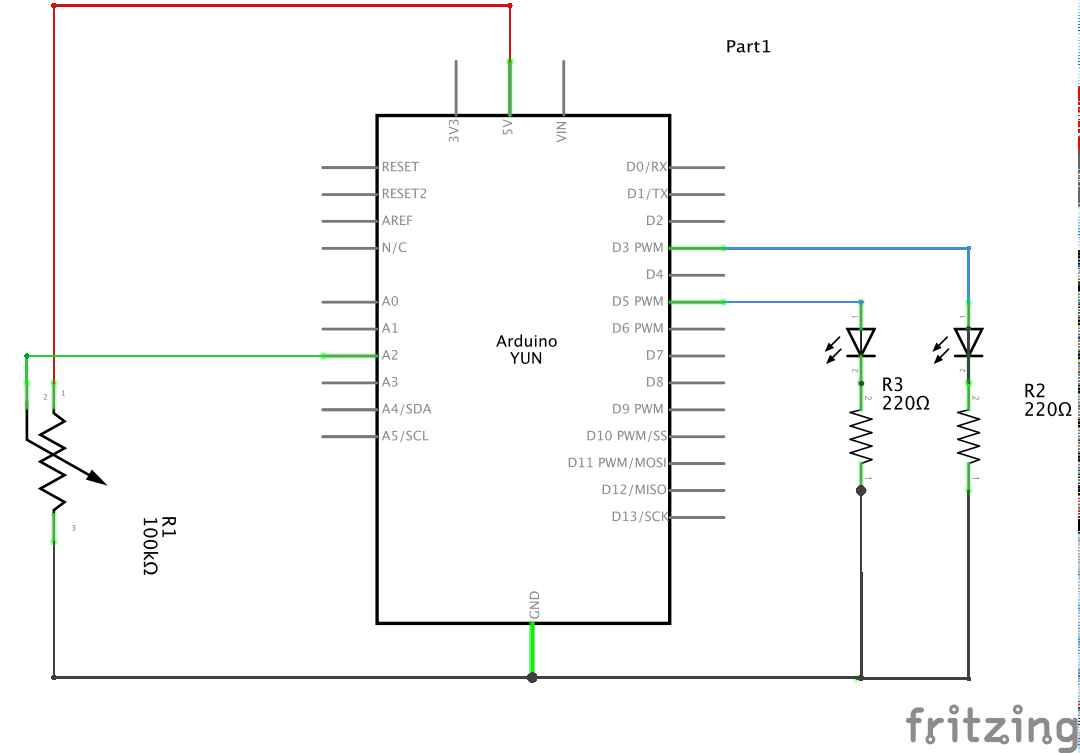 Part1
3V3
5V
VIN
RESET
RESET2
AREF
N/C
A0
A1
A2
A3
A4/SDA
A5/SCL
Arduino
YUN
D0/RX
D1/TX
D2
D3 PWM
D4
D5 PWM
D6 PWM
D7
D8
D9 PWM
D10 PWM/SS
D11 PWM/MOSI
D12/MISO
D13/SCK
GND
2
1
3
R1
100kΩ
1
2
R3
220Ω
2
1
1
2
R2
220Ω
2
1
fritzing